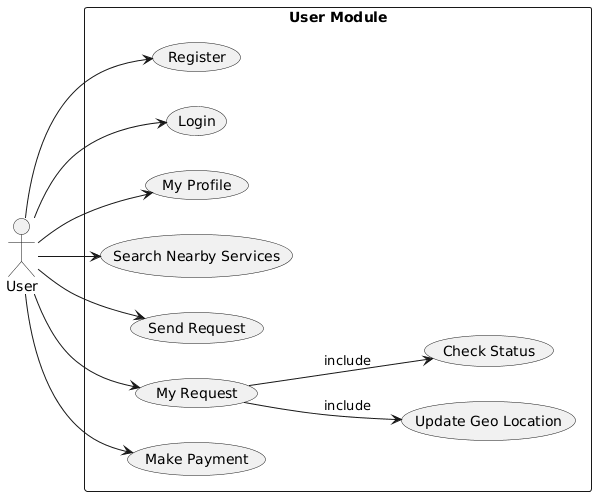 User Module
Register
Login
My Profile
Search Nearby Services
User
Send Request
include
Check Status
My Request
include
Update Geo Location
Make Payment